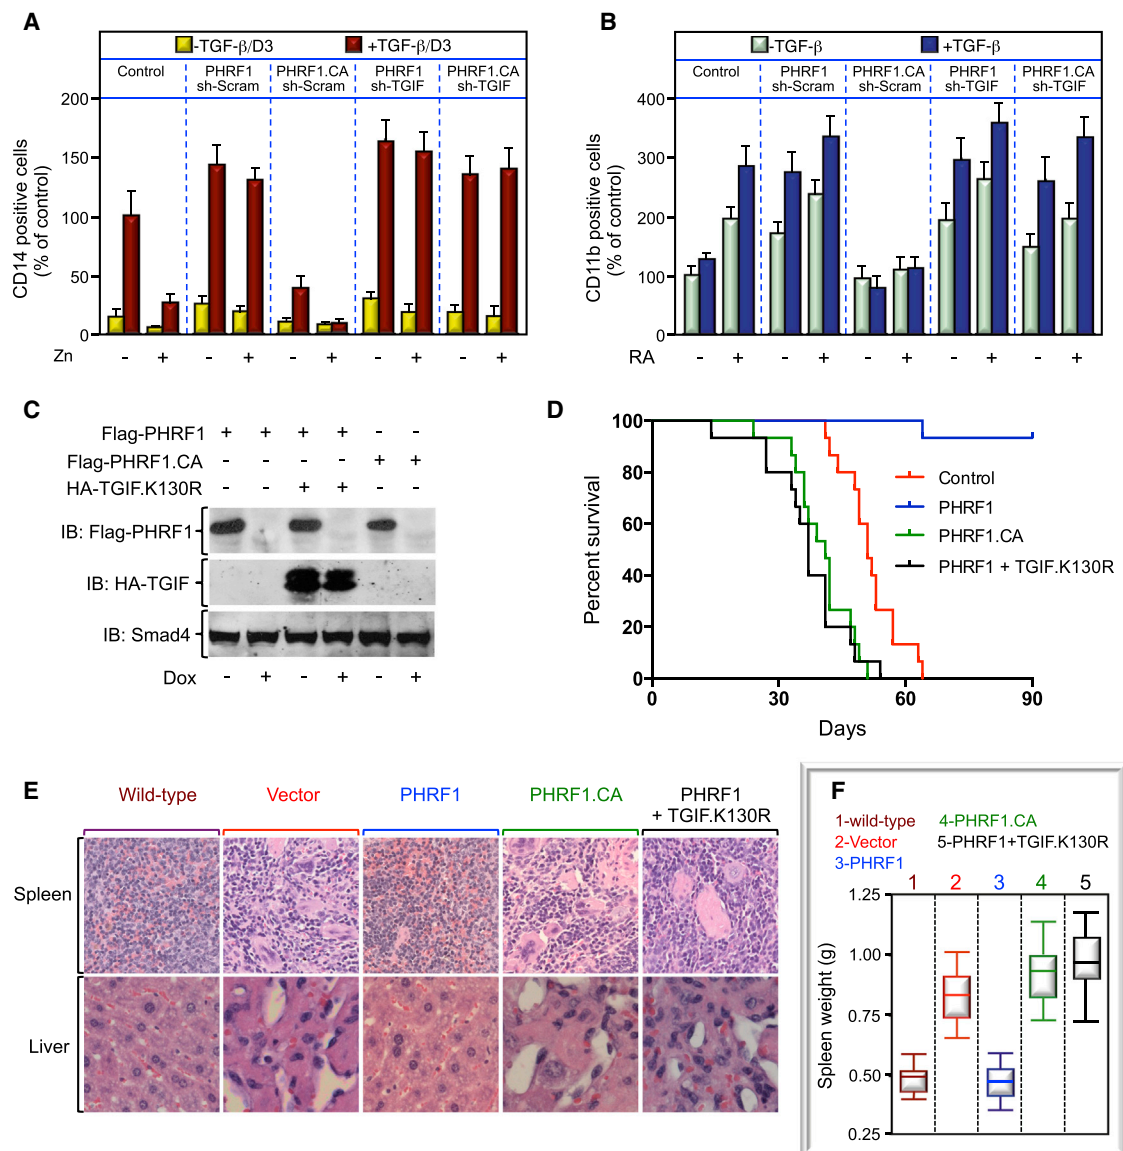 A
-TGF-β/D3 +TGF-β/D3
Control PHRF1 sh-Scram PHRF1.CA sh-Scram PHRF1 sh-TGIF PHRF1.CA sh-TGIF
CD14 positive cells
(% of control)
200
150
100
50
0
Zn - + - + - + - + - +
B
-TGF-β +TGF-β
Control PHRF1 sh-Scram PHRF1.CA sh-Scram PHRF1 sh-TGIF PHRF1.CA sh-TGIF
CD11b positive cells
(% of control)
400
300
200
100
0
RA - + - + - + - + - +
C
Flag-PHRF1 + + + + - -
Flag-PHRF1.CA - - - - + +
HA-TGIF.K130R - - + + - -
IB: Flag-PHRF1
IB: HA-TGIF
IB: Smad4
Dox - + - + - +
D
Percent survival
100
80
60
40
20
0
0 30 60 90
Days
Control
PHRF1
PHRF1.CA
PHRF1 + TGIF.K130R
E
Wild-type Vector PHRF1 PHRF1.CA PHRF1
+ TGIF.K130R
Spleen
Liver
F
1-wild-type 4-PHRF1.CA
2-Vector 5-PHRF1+TGIF.K130R
3-PHRF1
1 2 3 4 5
Spleen weight (g)
1.25
1.00
0.75
0.50
0.25